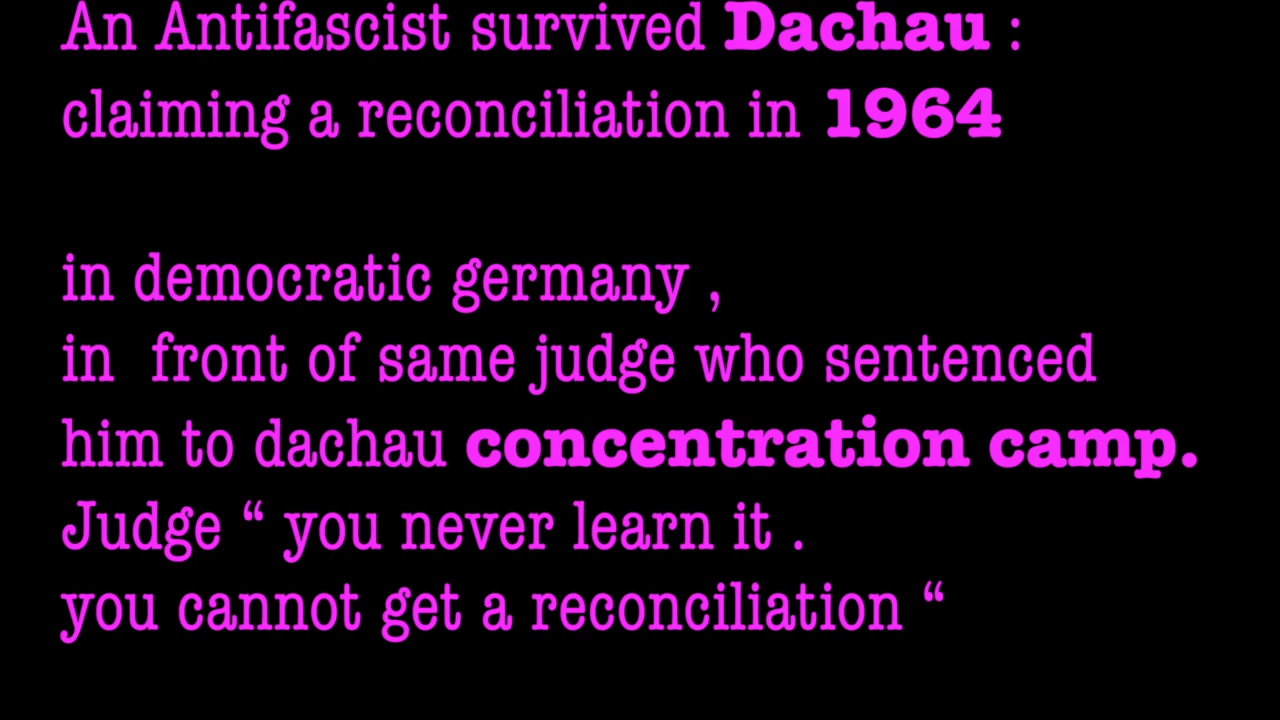 An Antifascist survived Dachau :
claiming a reconciliation in 1964
in democratic germany ,
in  front of same judge who sentenced
him to dachau concentration camp.
Judge “ you never learn it .
you cannot get a reconciliation “